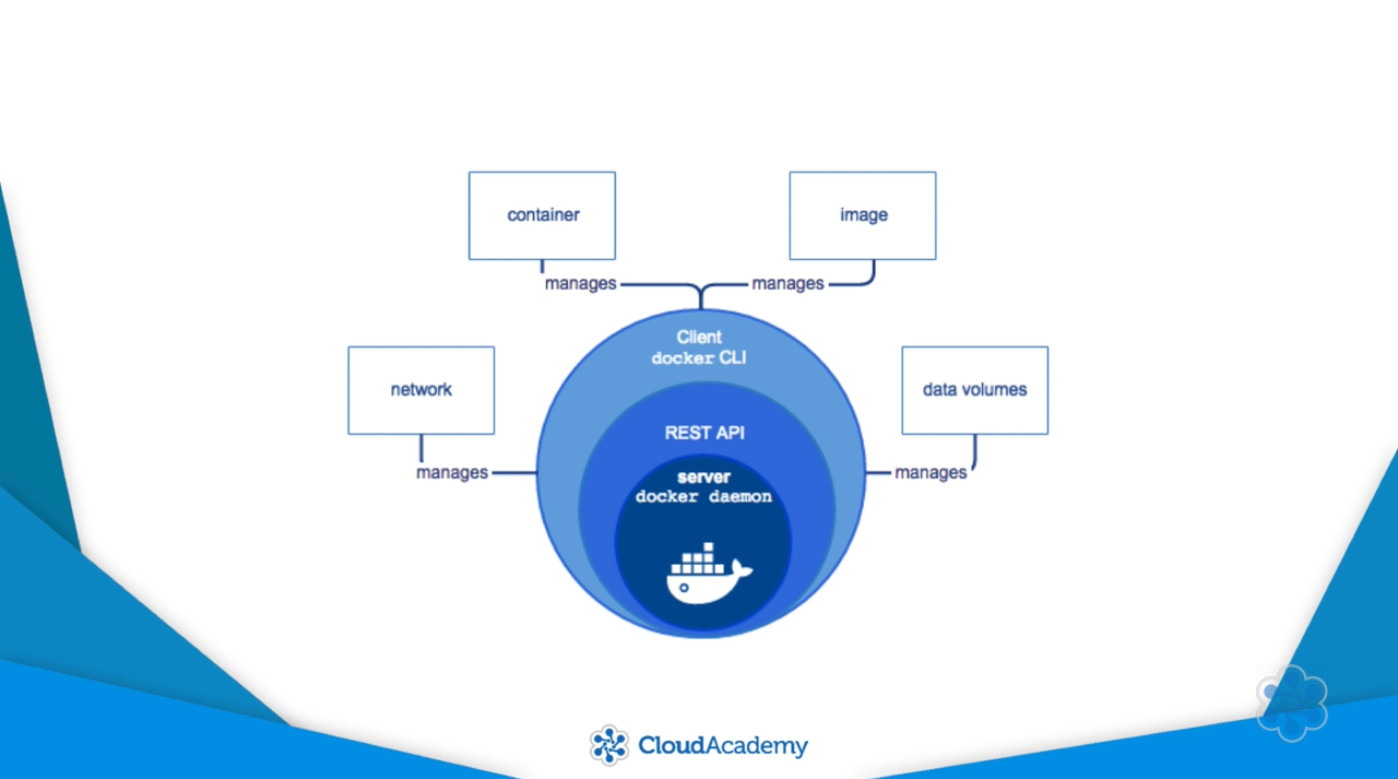 container
image
manages
manages
Client
docker CLI
network
data volumes
REST API
manages
manages
server
docker daemon
CloudAcademy